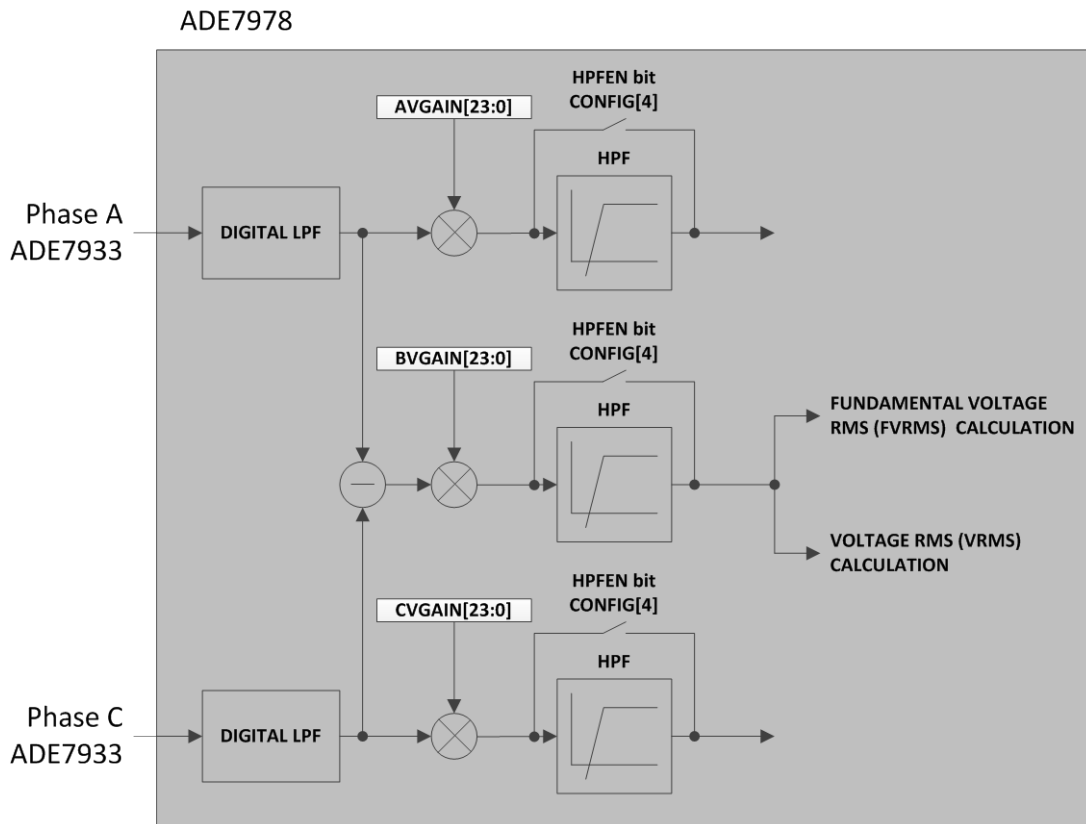 ADE7978
HPFEN bit
CONFIG[4]
AVGAIN[23:0]
HPF
Phase A
ADE7933
DIGITAL LPF
HPFEN bit
CONFIG[4]
BVGAIN[23:0]
HPF
FUNDAMENTAL VOLTAGE
RMS (FVRMS) CALCULATION
VOLTAGE RMS (VRMS)
CALCULATION
HPFEN bit
CONFIG[4]
CVGAIN[23:0]
HPF
Phase C
ADE7933
DIGITAL LPF